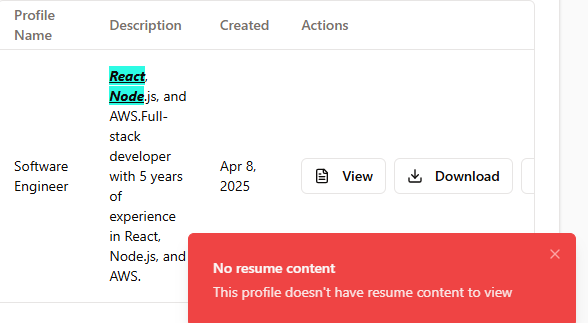 Profile Name
Description
Created
Actions
Software Engineer
React,
Node.js, and
AWS.Full-
stack
developer
with 5 years
of
experience
in React,
Node.js, and
AWS.
Apr 8,
2025
View
Download
No resume content
This profile doesn't have resume content to view